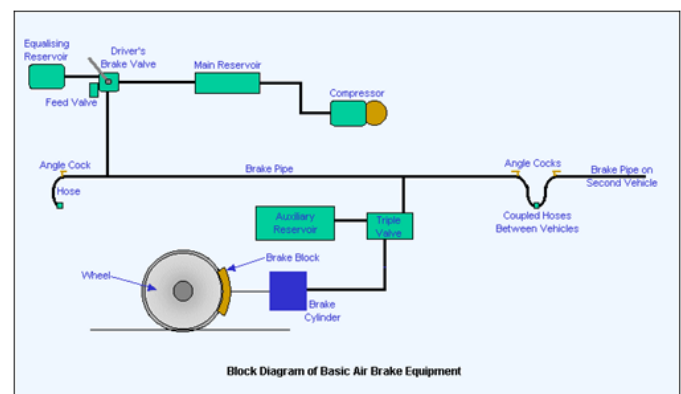 Equalising
Reservoir
Driver's
Brake Valve
Main Reservoir
Feed Valve
Compressor
Angle Cock
Brake Pipe
Angle Cocks
Brake Pipe on
Second Vehicle
Hose
Auxiliary
Reservoir
Triple
Valve
Coupled Hoses
Between Vehicles
Brake Block
Wheel
Brake
Cylinder
Block Diagram of Basic Air Brake Equipment